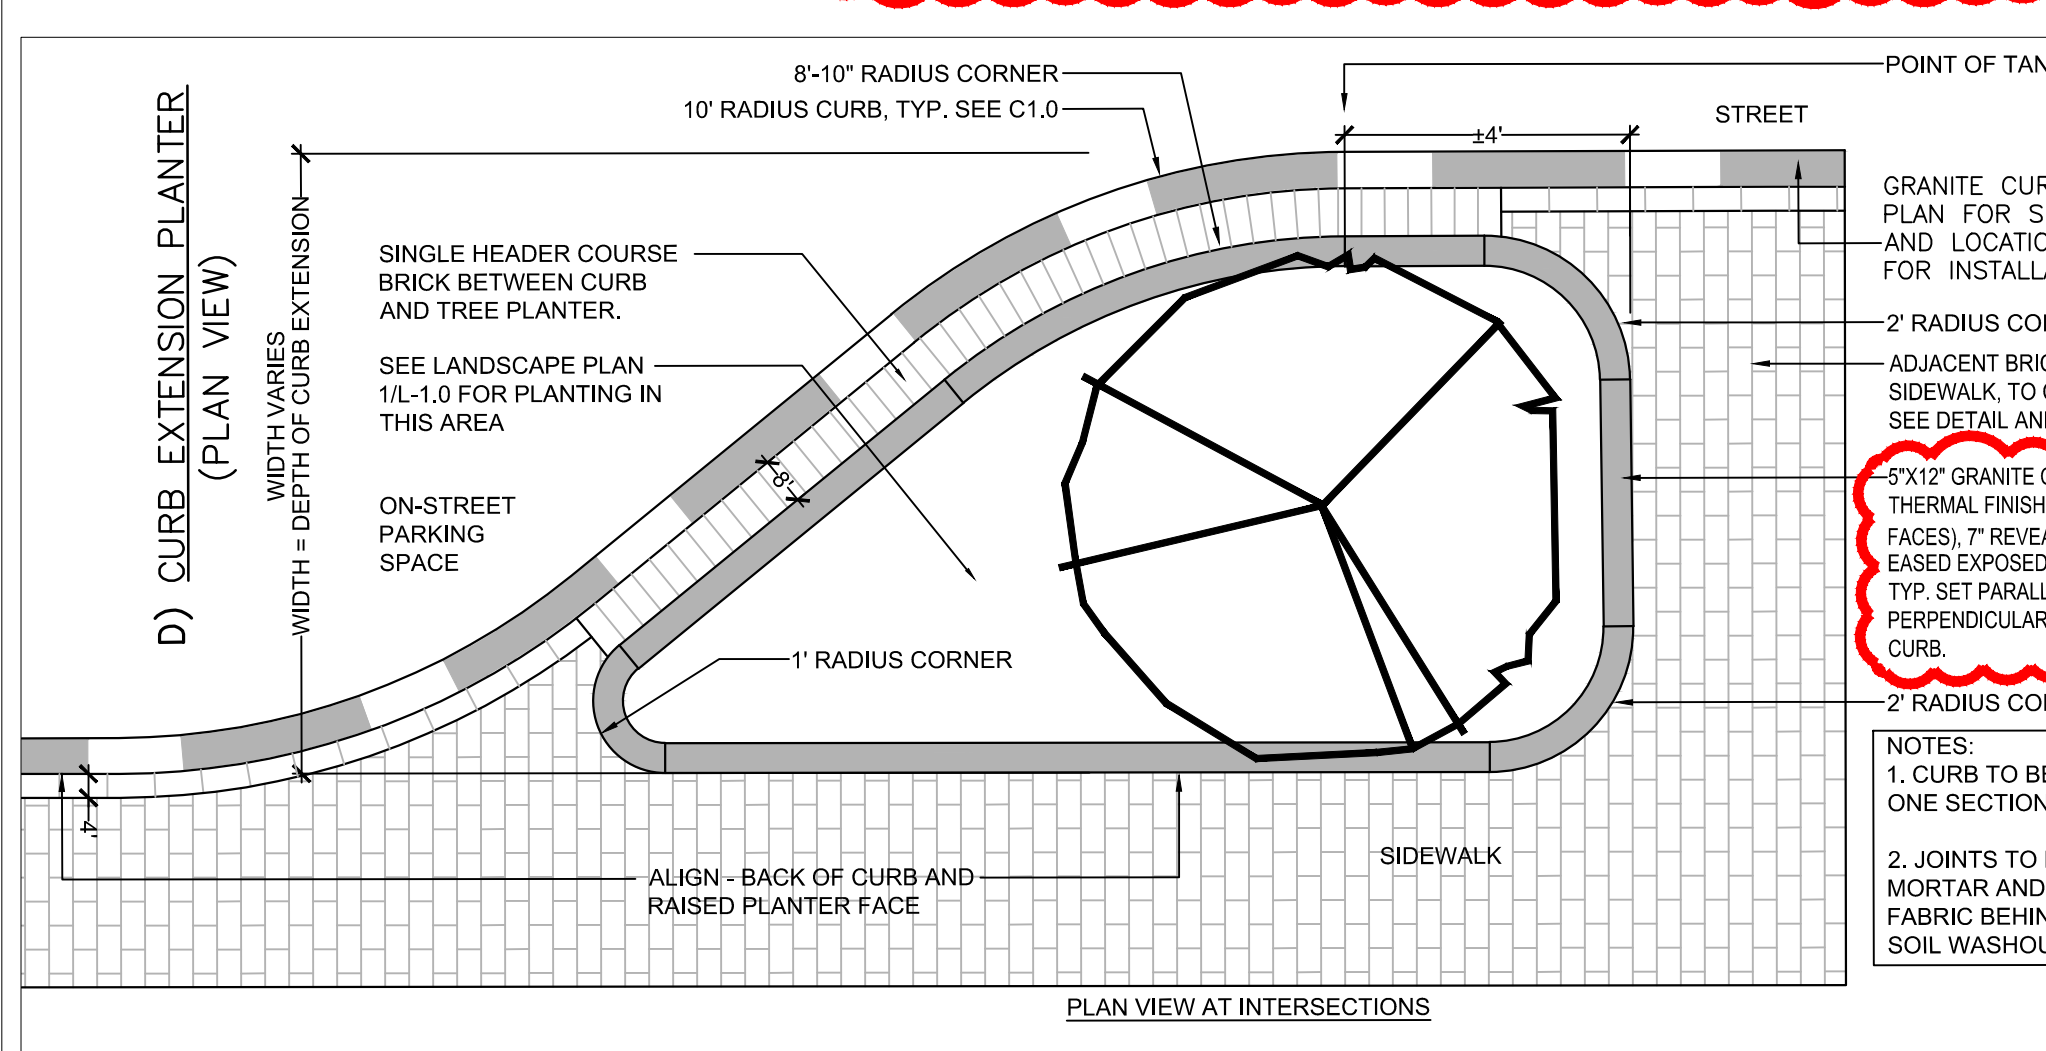 D) CURB EXTENSION PLANTER
(PLAN VIEW)
WIDTH VARIES
WIDTH = DEPTH OF CURB EXTENSION
8'-10" RADIUS CORNER
10' RADIUS CURB, TYP. SEE C1.0
SINGLE HEADER COURSE
BRICK BETWEEN CURB
AND TREE PLANTER.
SEE LANDSCAPE PLAN
1/L-1.0 FOR PLANTING IN
THIS AREA
ON-STREET
PARKING
SPACE
8'
1' RADIUS CORNER
4'
ALIGN - BACK OF CURB AND
RAISED PLANTER FACE
SIDEWALK
PLAN VIEW AT INTERSECTIONS
±4'
STREET
POINT OF TAN
GRANITE CUR
PLAN FOR S
AND LOCATIO
FOR INSTALLA
2' RADIUS CO
ADJACENT BRIC
SIDEWALK, TO
SEE DETAIL AN
5"X12" GRANITE
THERMAL FINISH
FACES), 7" REVEA
EASED EXPOSED
TYP. SET PARALL
PERPENDICULAR
CURB.
2' RADIUS CO
NOTES:
1. CURB TO BE
ONE SECTION
2. JOINTS TO
MORTAR AND
FABRIC BEHIN
SOIL WASHOU